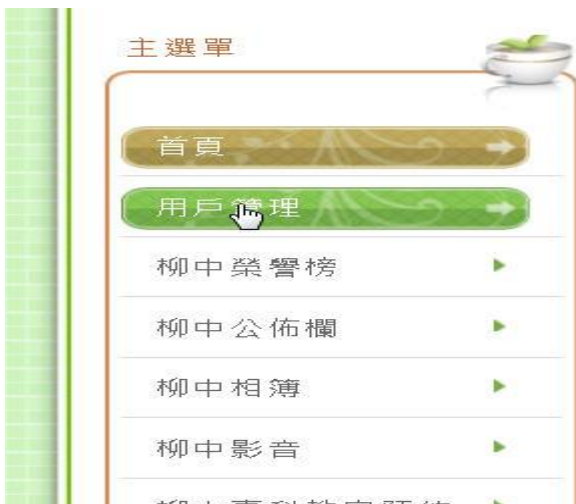 主選單
首頁
用戶管理
柳中榮譽榜
柳中公佈欄
柳中相簿
柳中影音